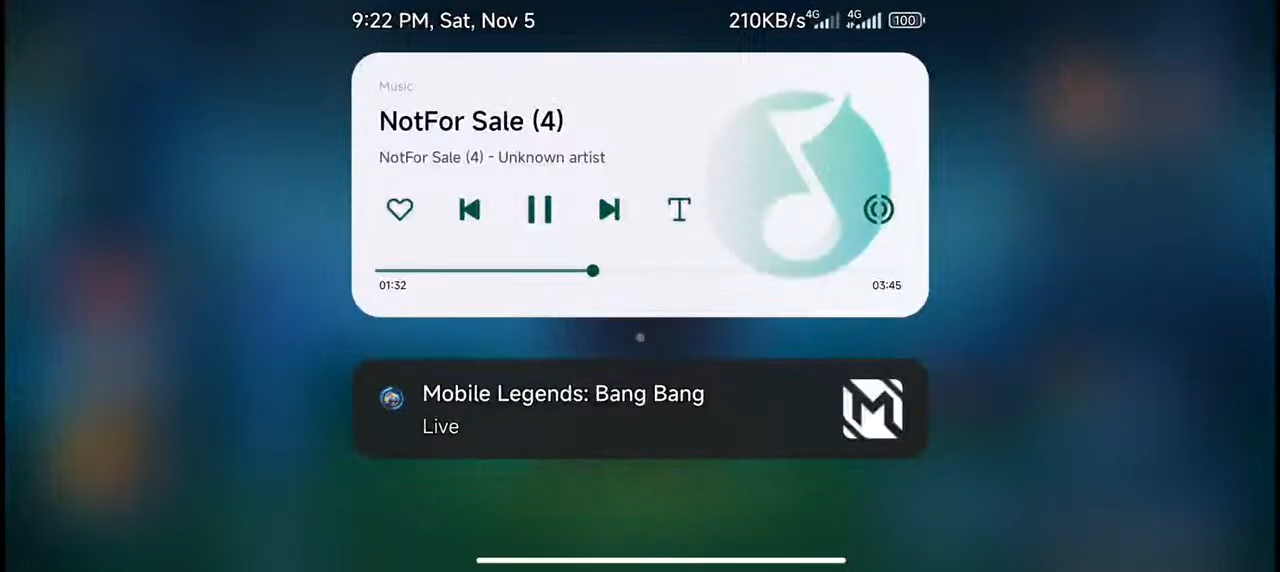 9:22 PM, Sat, Nov 5 210KB/s 4G 4G 100
Music
NotFor Sale (4)
NotFor Sale (4) - Unknown artist
T
01:32 03:45
Mobile Legends: Bang Bang
Live
M